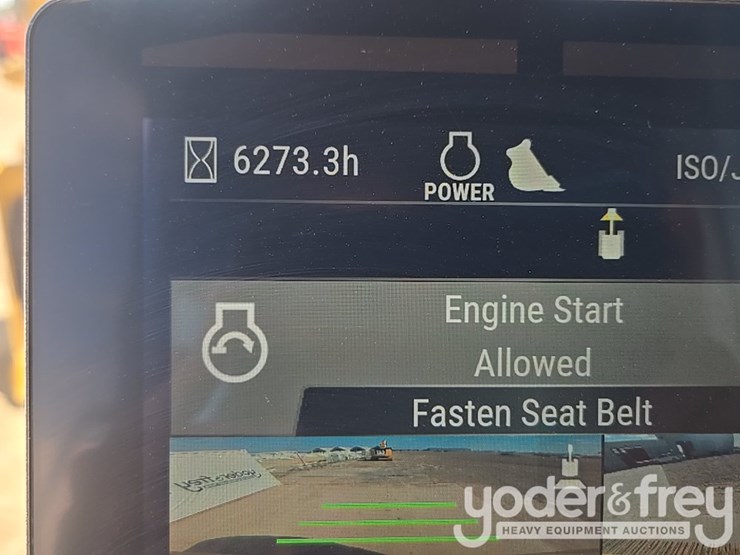 6273.3h
POWER
ISO/J
Engine Start
Allowed
Fasten Seat Belt
yoder&frey
HEAVY EQUIPMENT AUCTIONS